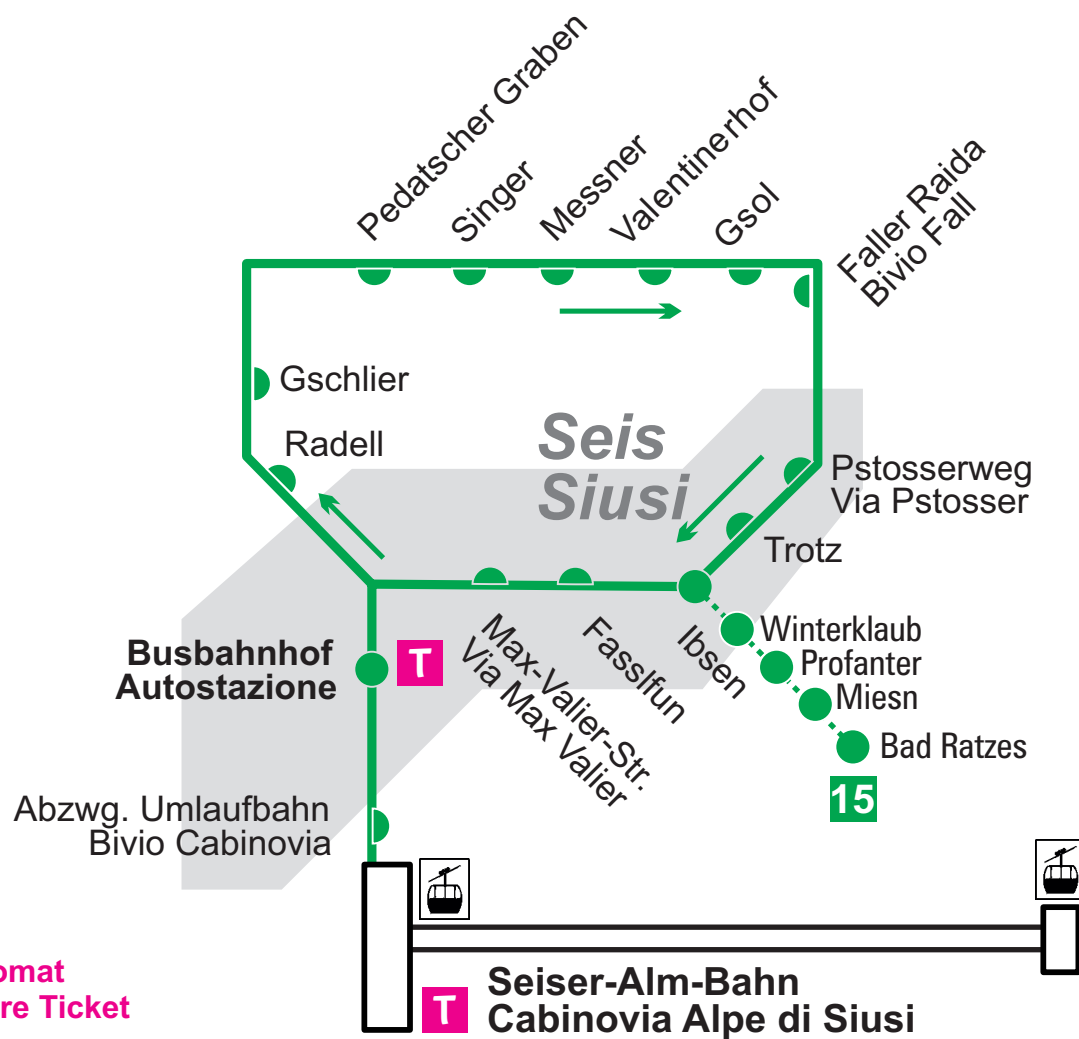 Pedatscher Graben
Singer
Messner
Valentinerhof
Gsol
Faller Raida
Bivio Fall
Gschlier
Radell
Seis
Siusi
Pstosserweg
Via Pstosser
Trotz
Busbahnhof
Autostazione
T
Max-Valier-Str.
Via Max Valier
Fasslfun
Ibsen
Winterklaub
Profanter
Miesn
Bad Ratzes
15
Abzwg. Umlaufbahn
Bivio Cabinovia
omat
re Ticket
T
Seiser-Alm-Bahn
Cabinovia Alpe di Siusi